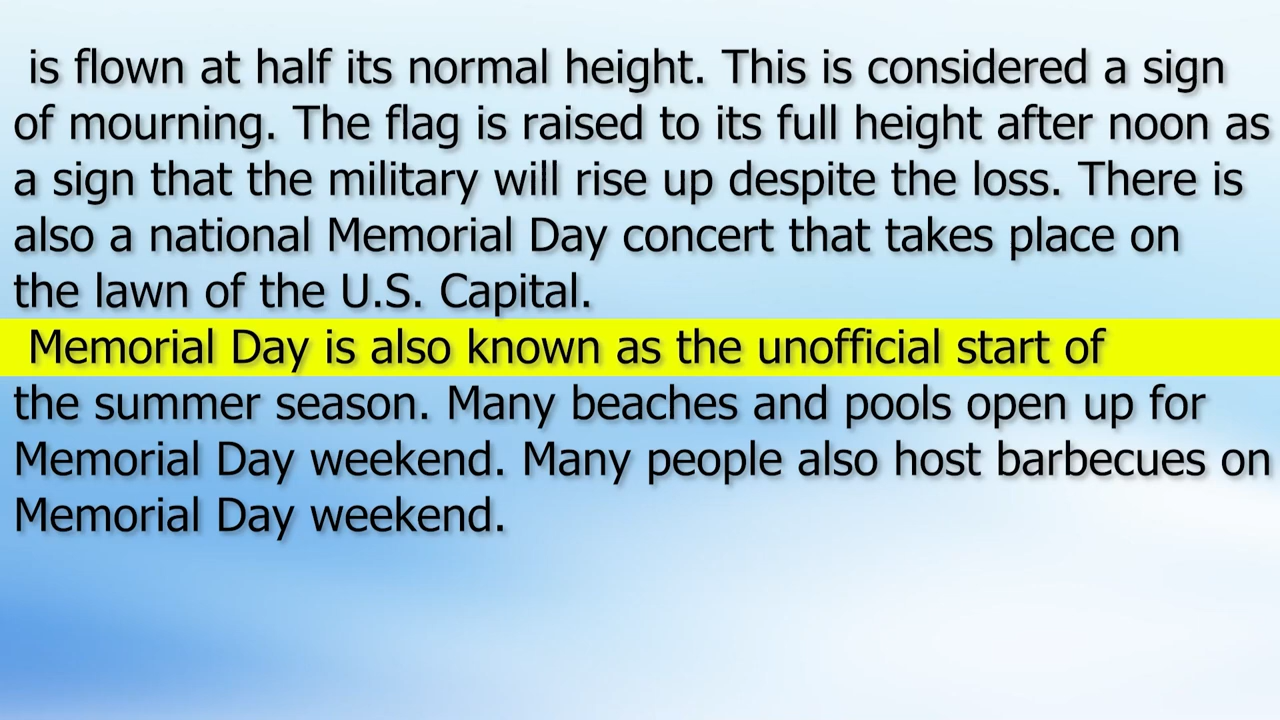 is flown at half its normal height. This is considered a sign
of mourning. The flag is raised to its full height after noon as
a sign that the military will rise up despite the loss. There is
also a national Memorial Day concert that takes place on
the lawn of the U.S. Capital.
Memorial Day is also known as the unofficial start of
the summer season. Many beaches and pools open up for
Memorial Day weekend. Many people also host barbecues on
Memorial Day weekend.